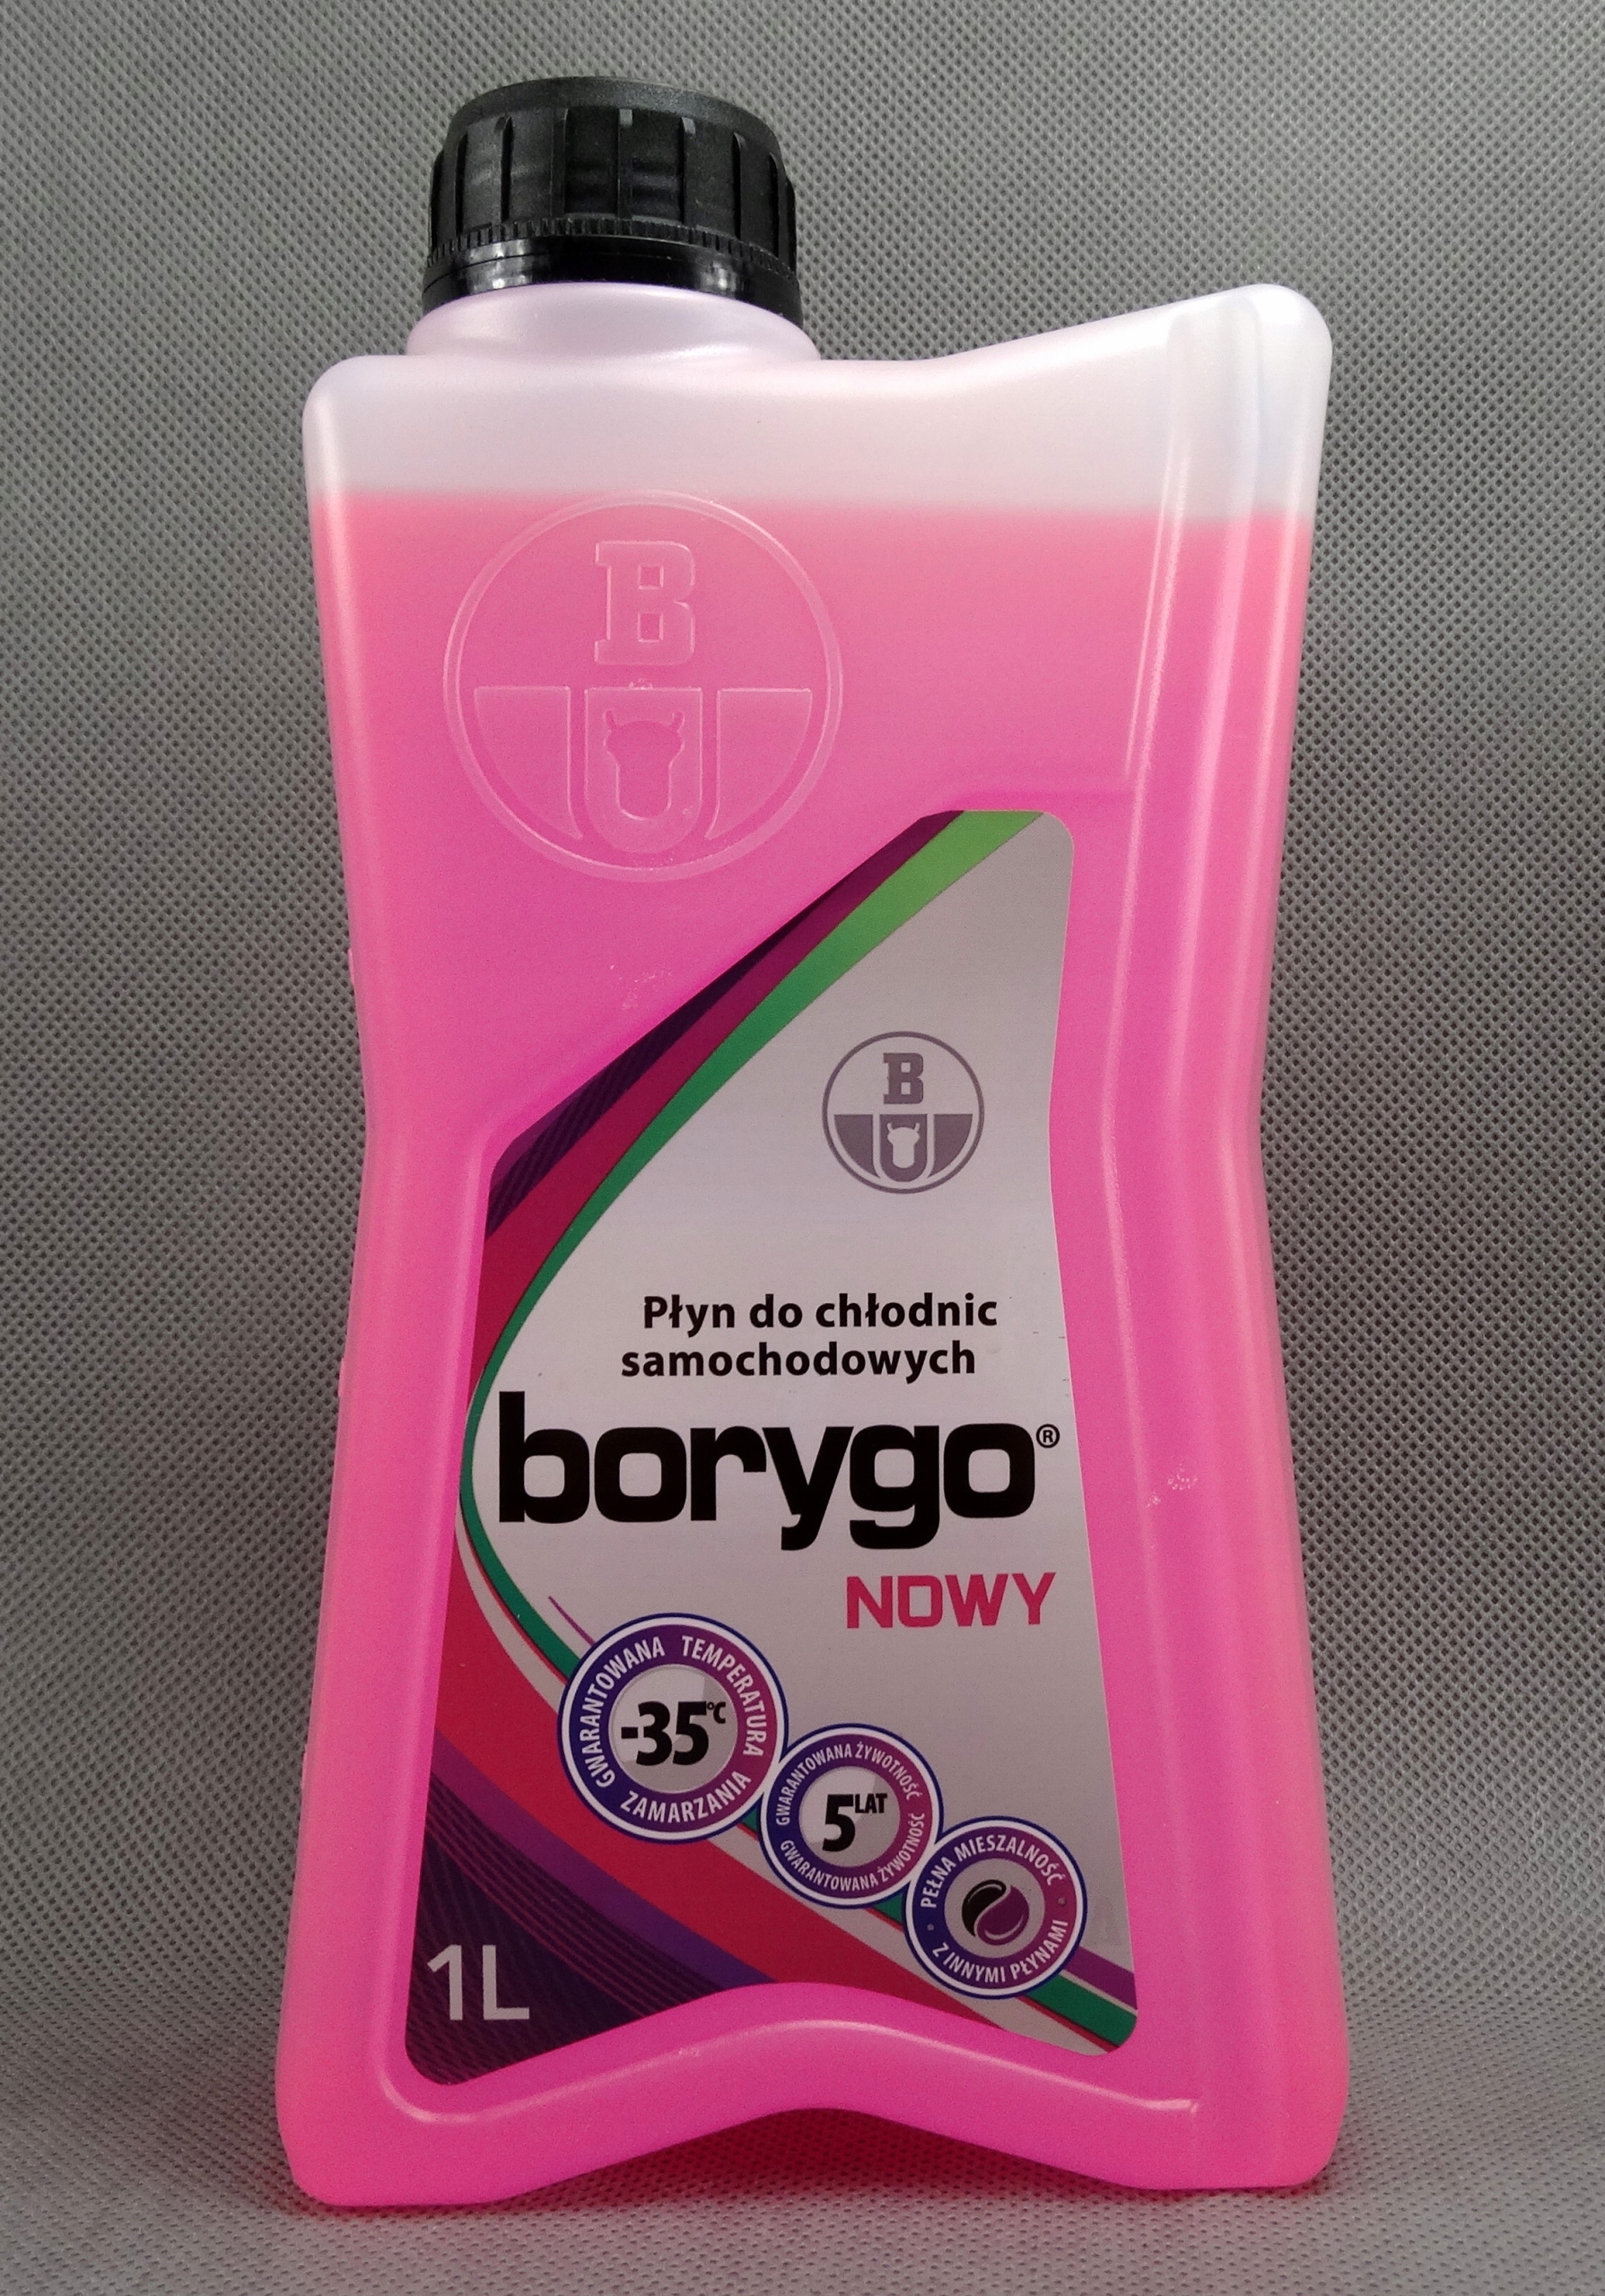 B
B
Płyn do chłodnic
samochodowych
borygo®
NOWY
GWARANTOWANA TEMPERATURA
ZAMARZANIA
-35°C
GWARANTOWANA ŻYWOTNOŚĆ
GWARANTOWANA ŻYWOTNOŚĆ
5 LAT
PEŁNA MIESZALNOŚĆ
Z INNYMI PŁYNAMI
1L